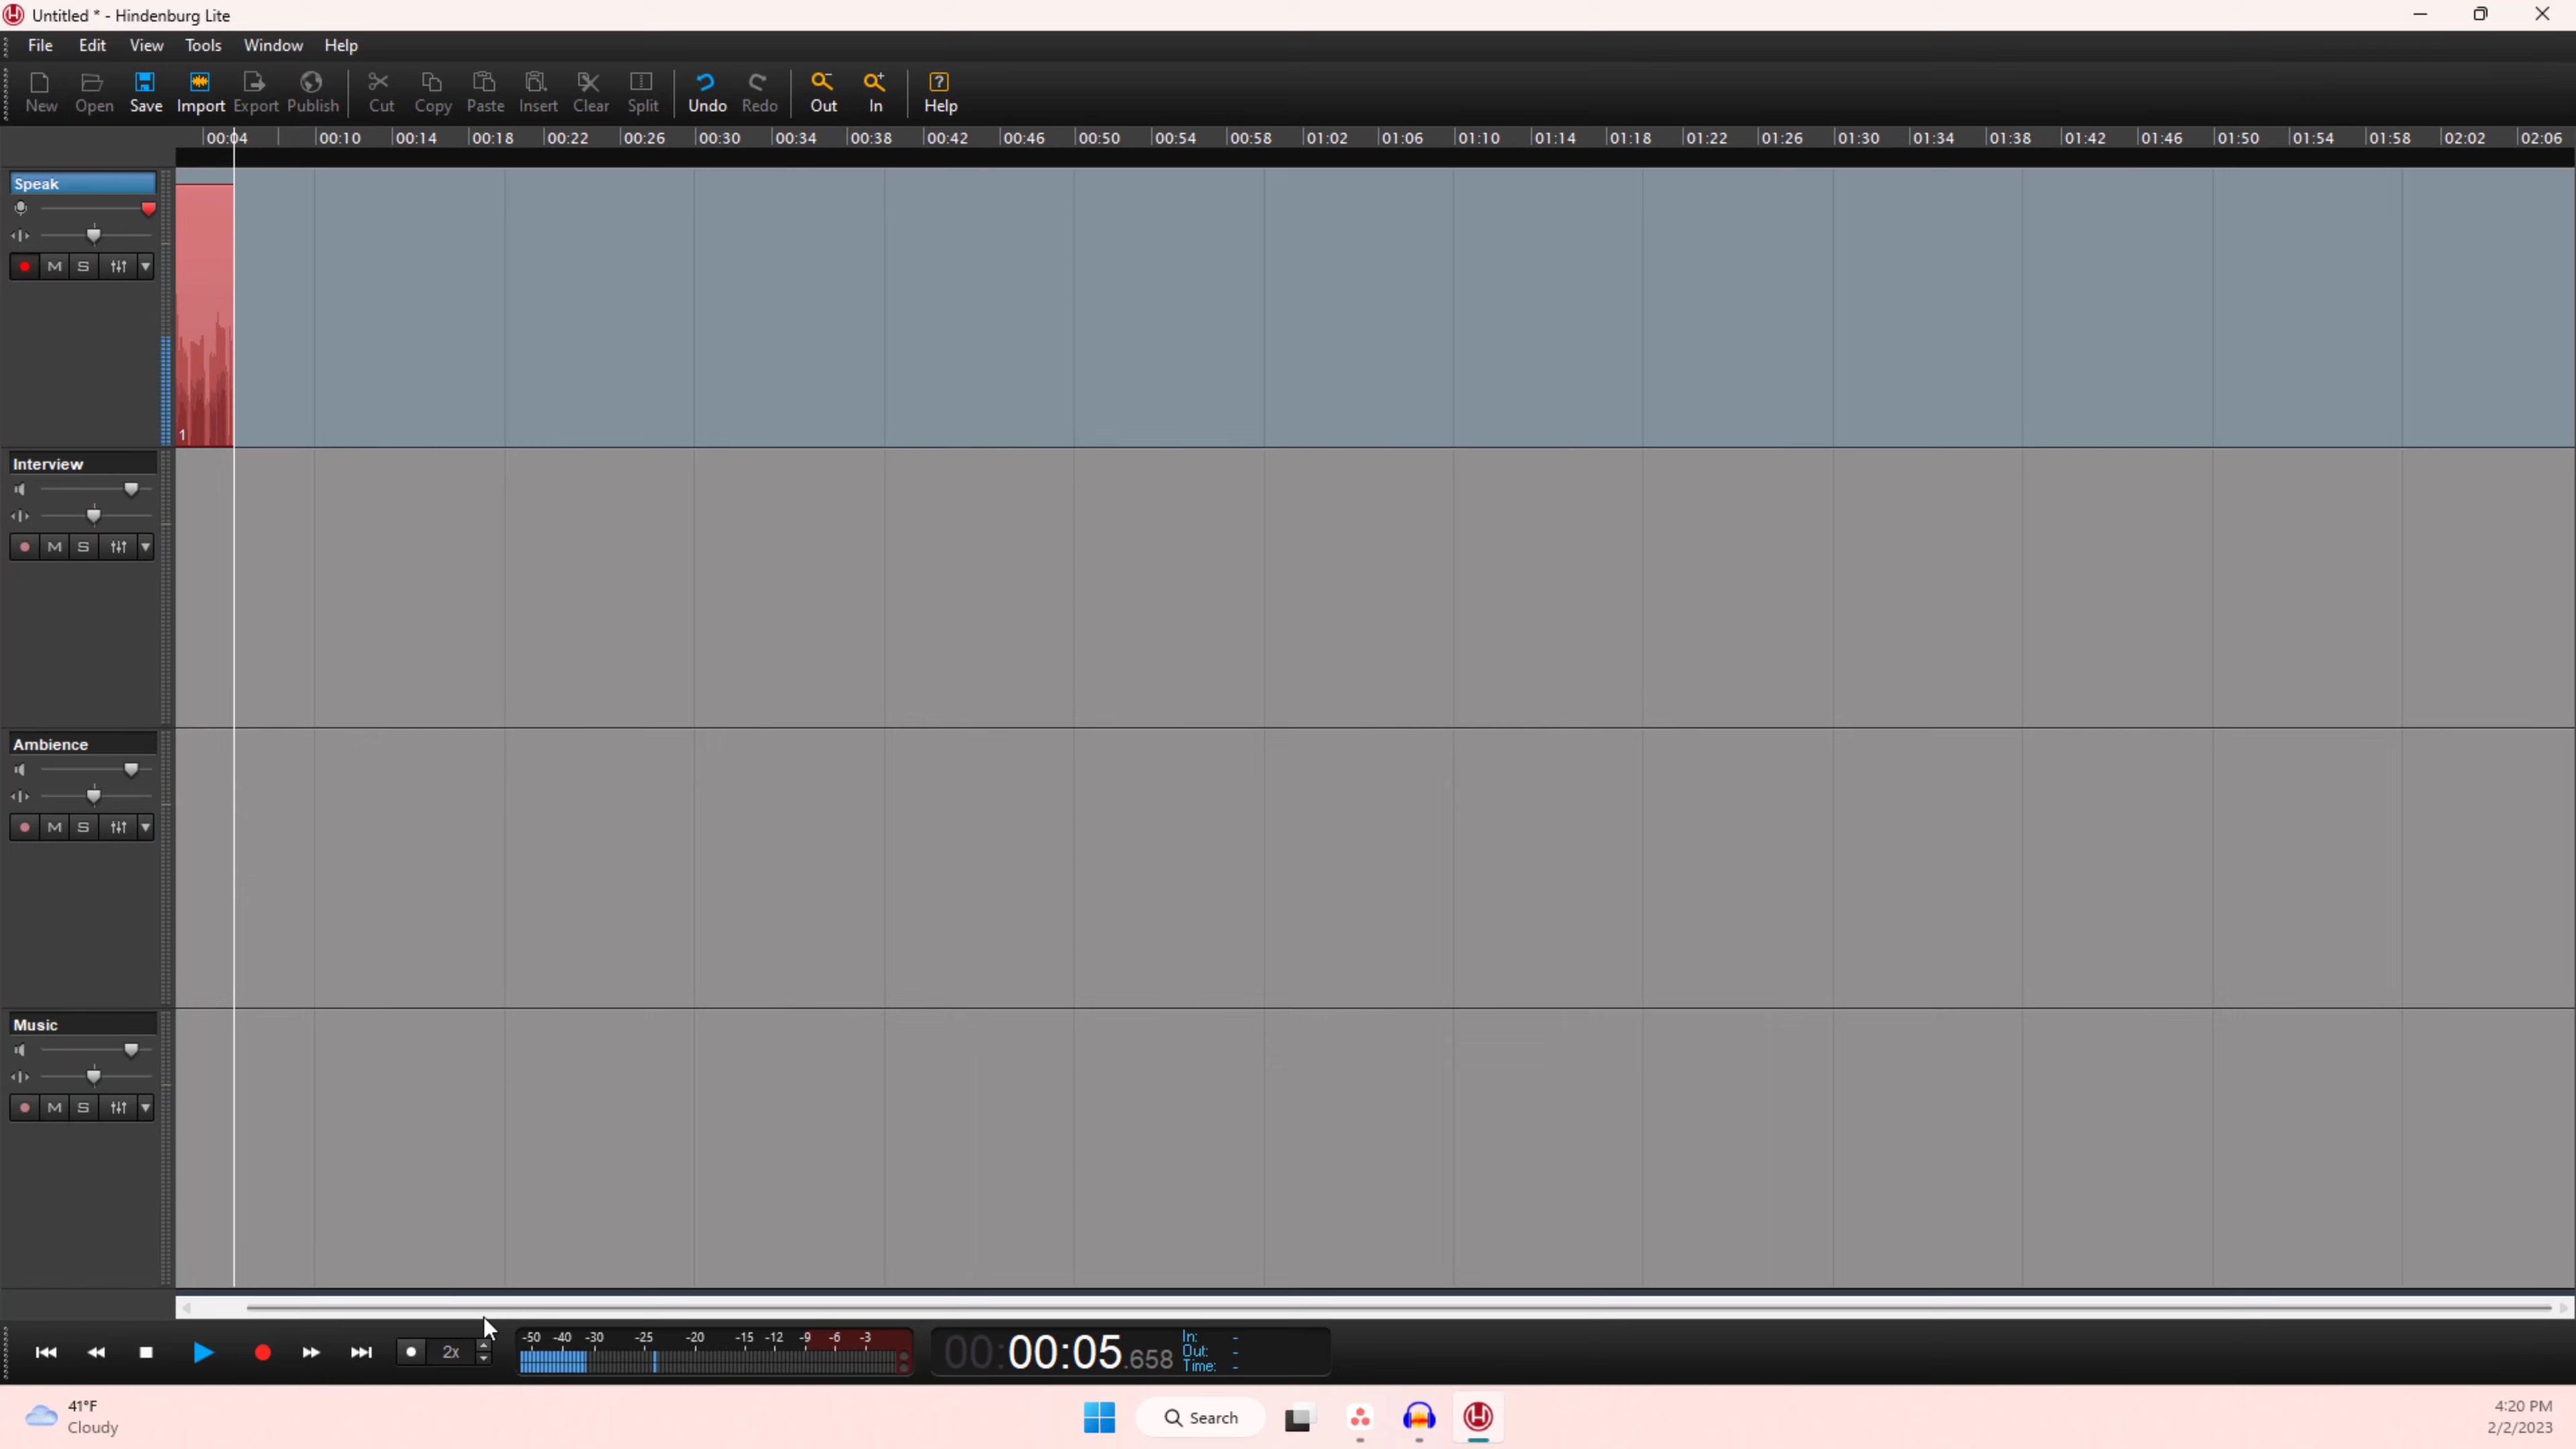 Untitled * - Hindenburg Lite
File Edit View Tools Window Help
New Open Save Import Export Publish Cut Copy Paste Insert Clear Split Undo Redo Out In Help
00:04 00:10 00:14 00:18 00:22 00:26 00:30 00:34 00:38 00:42 00:46 00:50 00:54 00:58 01:02 01:06 01:10 01:14 01:18 01:22 01:26 01:30 01:34 01:38 01:42 01:46 01:50 01:54 01:58 02:02 02:06
Speak
M S
1
Interview
M S
Ambience
M S
Music
M S
2x
-50 -40 -30 -25 -20 -15 -12 -9 -6 -3
00:00:05.658
In: -
Out: -
Time: -
41°F
Cloudy
Search
4:20 PM
2/2/2023